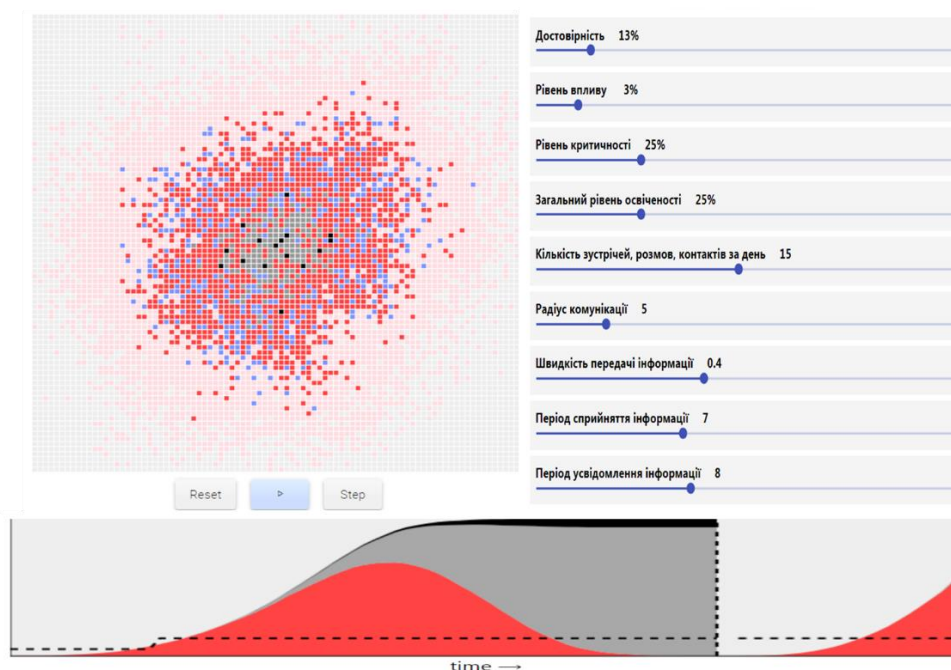 Достовірність 13%
Рівень впливу 3%
Рівень критичності 25%
Загальний рівень освіченості 25%
Кількість зустрічей, розмов, контактів за день 15
Радіус комунікації 5
Швидкість передачі інформації 0.4
Період сприйняття інформації 7
Період усвідомлення інформації 8
Reset Step
time →